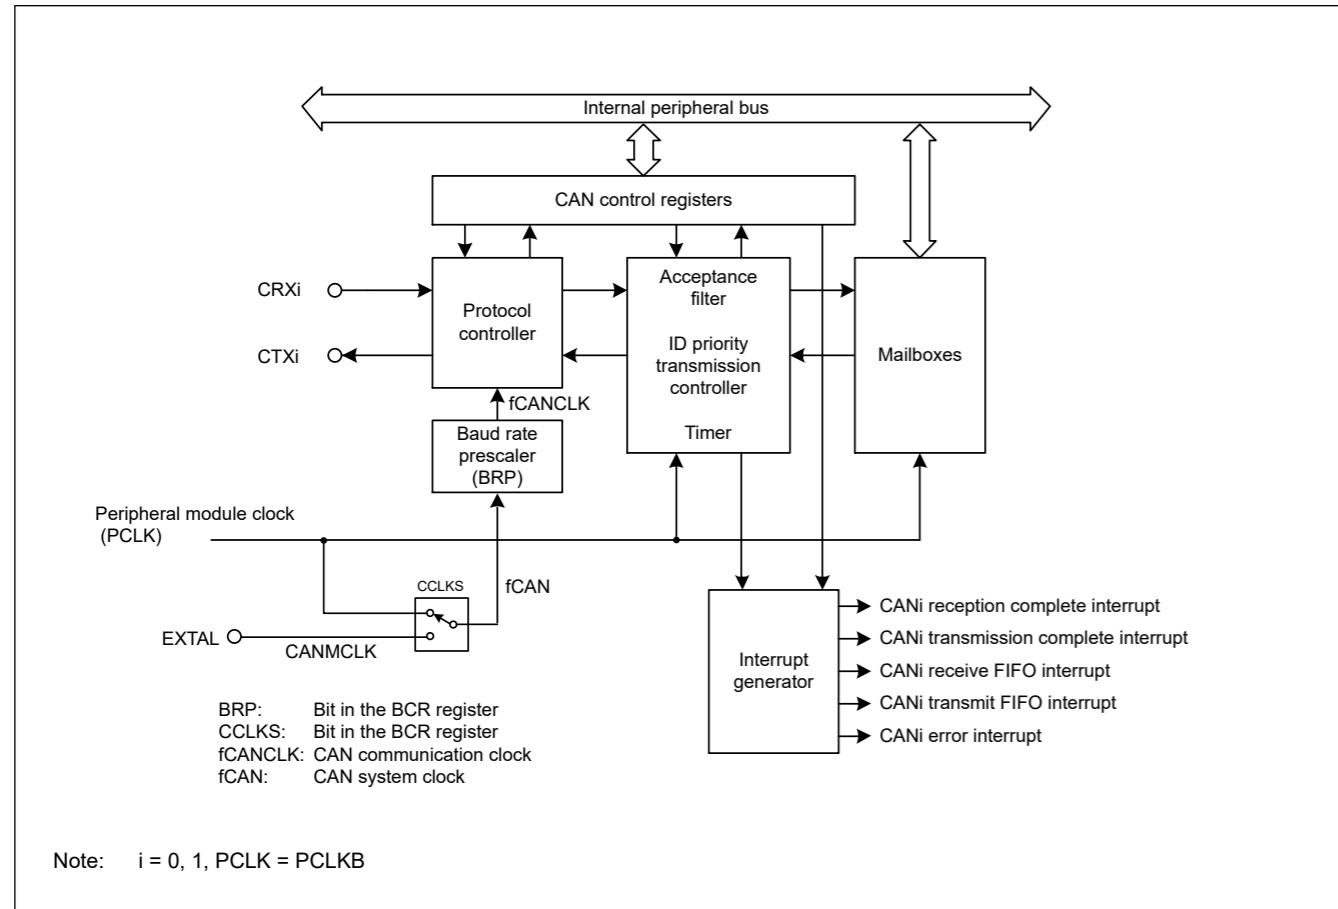 Internal peripheral bus
CAN control registers
CRXi
CTXi
Protocol
controller
Acceptance
filter
ID priority
transmission
controller
Timer
Mailboxes
fCANCLK
Baud rate
prescaler
(BRP)
Peripheral module clock
(PCLK)
CCLKS
fCAN
EXTAL
CANMCLK
Interrupt
generator
CANi reception complete interrupt
CANi transmission complete interrupt
CANi receive FIFO interrupt
CANi transmit FIFO interrupt
CANi error interrupt
BRP: Bit in the BCR register
CCLKS: Bit in the BCR register
fCANCLK: CAN communication clock
fCAN: CAN system clock
Note: i = 0, 1, PCLK = PCLKB